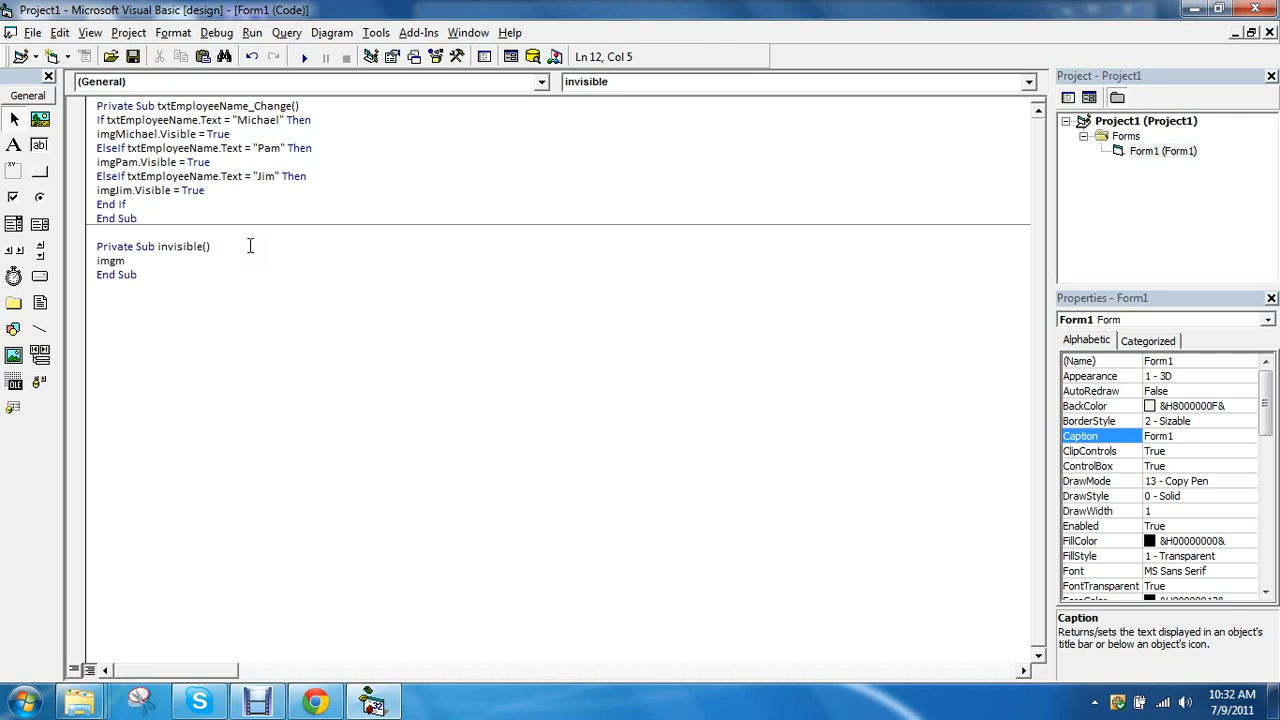 Project1 - Microsoft Visual Basic [design] - [Form1 (Code)]
File Edit View Project Format Debug Run Query Diagram Tools Add-Ins Window Help
Ln 12, Col 5
General
(General)
invisible
Private Sub txtEmployeeName_Change()
If txtEmployeeName.Text = "Michael" Then
imgMichael.Visible = True
ElseIf txtEmployeeName.Text = "Pam" Then
imgPam.Visible = True
ElseIf txtEmployeeName.Text = "Jim" Then
imgJim.Visible = True
End If
End Sub
Private Sub invisible()
imgm
End Sub
Project - Project1
Project1 (Project1)
Forms
Form1 (Form1)
Properties - Form1
Form1 Form
Alphabetic Categorized
(Name) Form1
Appearance 1 - 3D
AutoRedraw False
BackColor &H8000000F&
BorderStyle 2 - Sizable
Caption Form1
ClipControls True
ControlBox True
DrawMode 13 - Copy Pen
DrawStyle 0 - Solid
DrawWidth 1
Enabled True
FillColor &H00000000&
FillStyle 1 - Transparent
Font MS Sans Serif
FontTransparent True
Caption
Returns/sets the text displayed in an object's
title bar or below an object's icon.
10:32 AM
7/9/2011